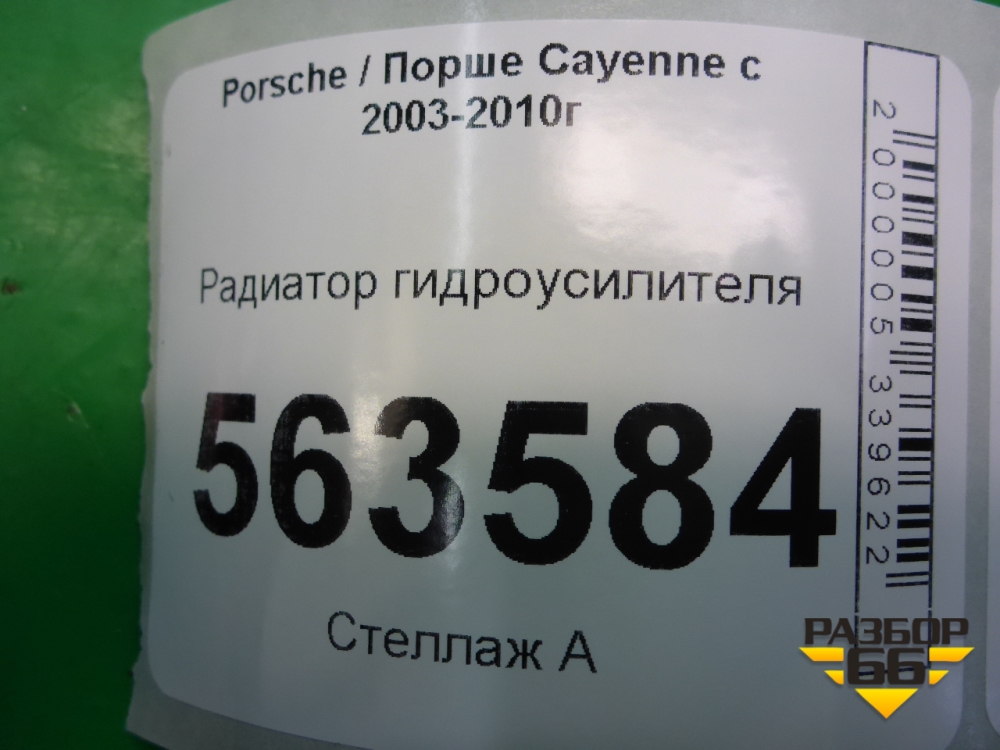 Porsche / Порше Cayenne с
2003-2010г
Радиатор гидроусилителя
563584
Стеллаж А
2000005339622
РАЗБОР
66